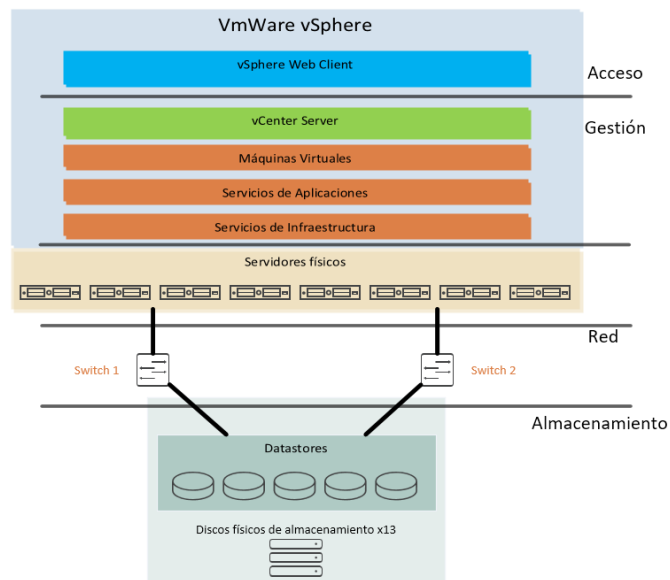 VmWare vSphere
vSphere Web Client
Acceso
vCenter Server
Gestión
Máquinas Virtuales
Servicios de Aplicaciones
Servicios de Infraestructura
Servidores físicos
Red
Switch 1
Switch 2
Almacenamiento
Datastores
Discos físicos de almacenamiento x13